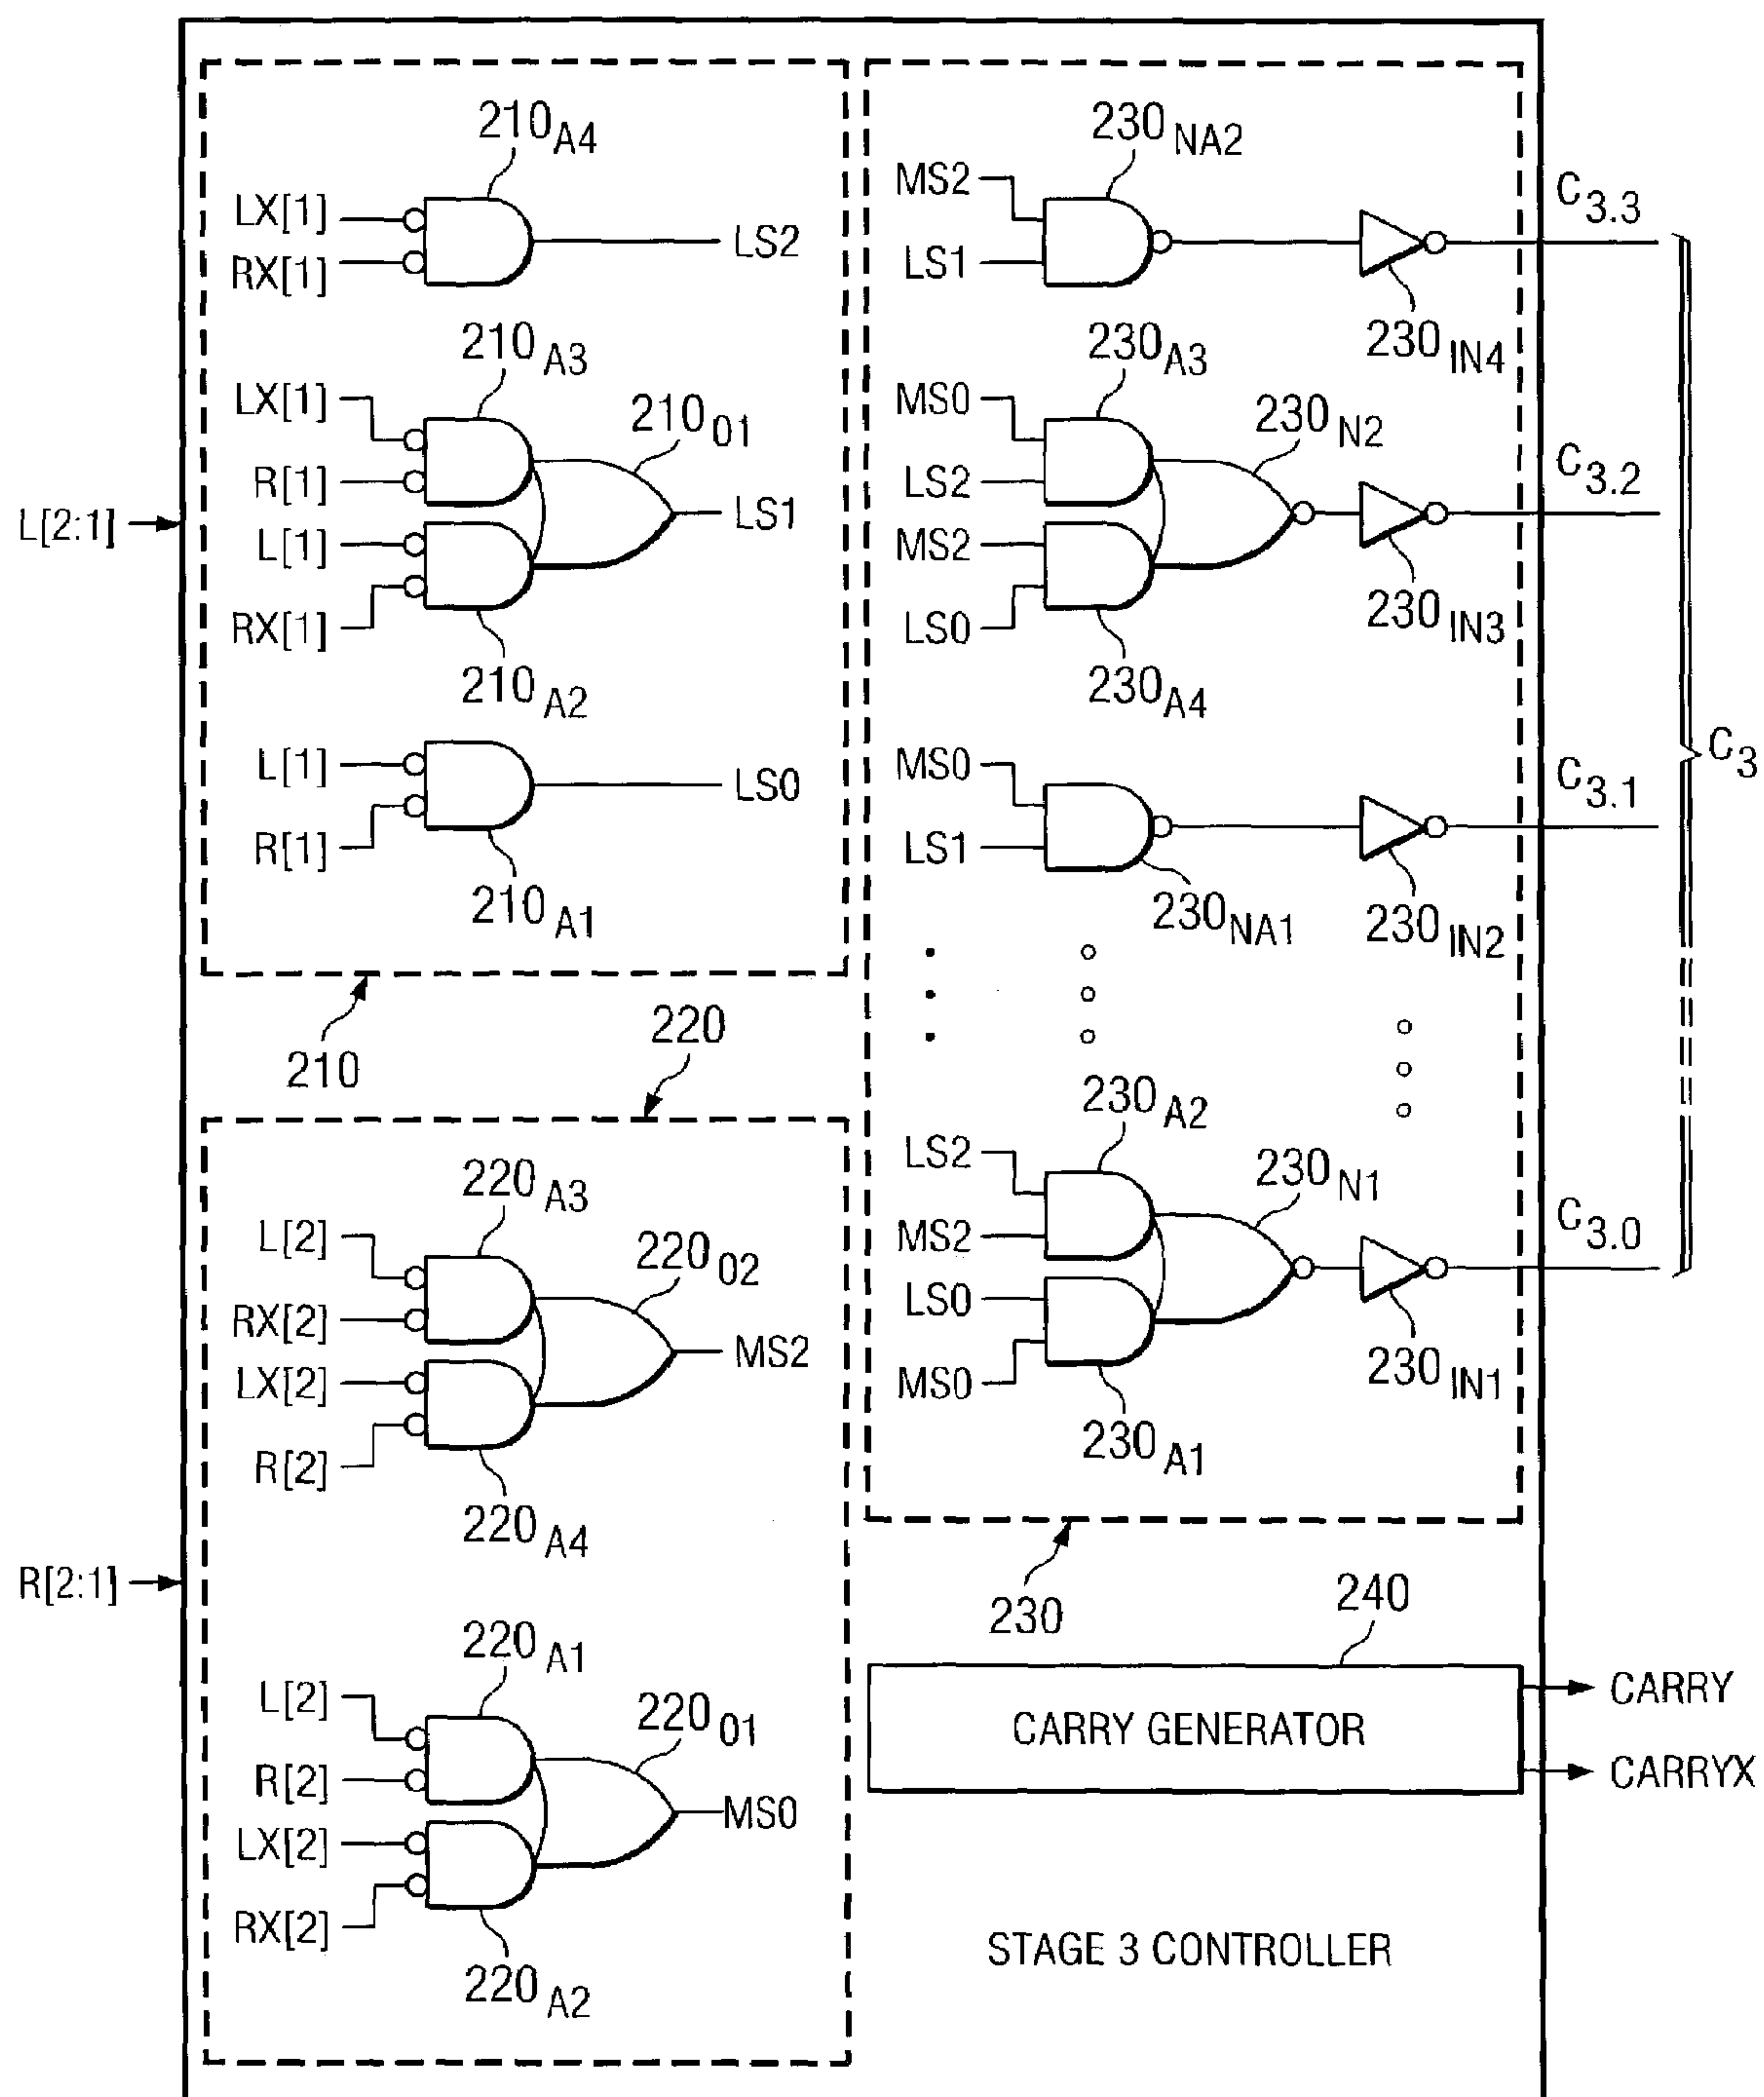 210A4
LX[1]
RX[1]
LS2
210A3
LX[1]
R[1]
210O1
LS1
L[1]
RX[1]
210A2
L[1]
R[1]
LS0
210A1
210
L[2:1]
220
220A3
L[2]
RX[2]
220O2
MS2
LX[2]
R[2]
220A4
R[2:1]
220A1
L[2]
R[2]
220O1
MS0
LX[2]
RX[2]
220A2
230NA2
MS2
LS1
230IN4
C3.3
230A3
MS0
LS2
230N2
C3.2
MS2
LS0
230A4
230IN3
MS0
LS1
230NA1
230IN2
C3.1
C3
230A2
LS2
MS2
230N1
C3.0
LS0
MS0
230A1
230IN1
230
240
CARRY GENERATOR
CARRY
CARRYX
STAGE 3 CONTROLLER